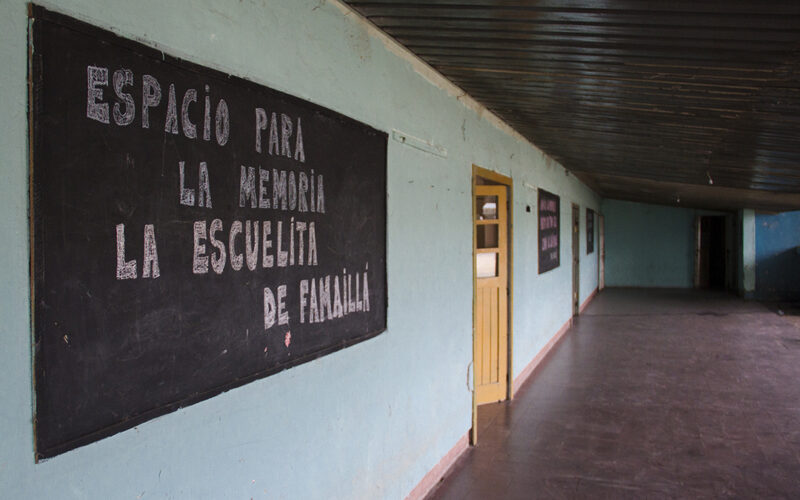 ESPACIO PARA
LA MEMORIA
LA ESCUELITA
DE FAMAILLÁ